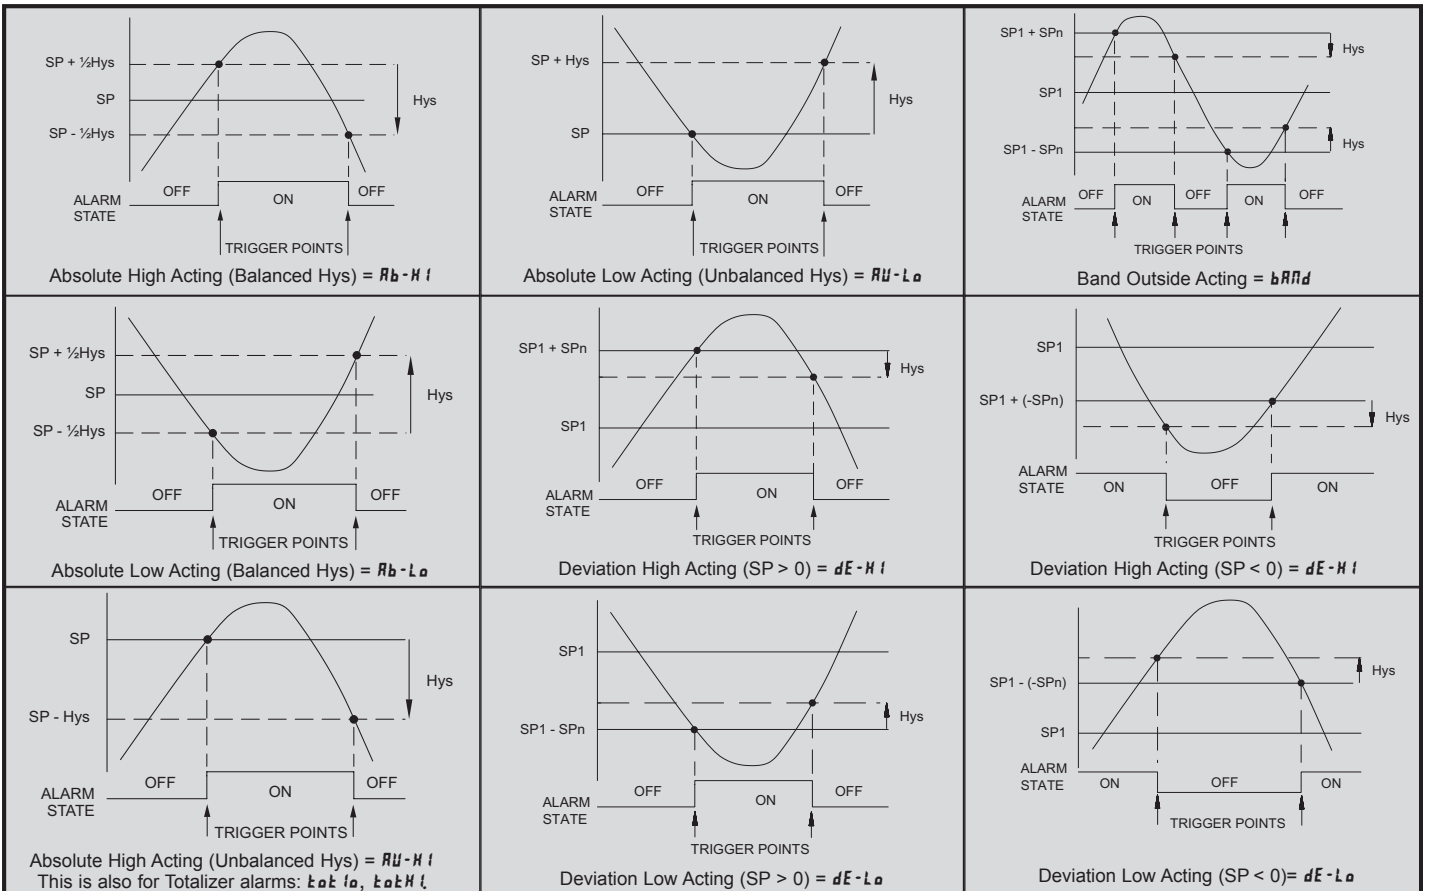 SP + ½Hys
SP
SP - ½Hys
Hys
ALARM
STATE
OFF
ON
OFF
TRIGGER POINTS
Absolute High Acting (Balanced Hys) = Ab-HI
SP + Hys
SP
Hys
ALARM
STATE
OFF
ON
OFF
TRIGGER POINTS
Absolute Low Acting (Unbalanced Hys) = AU-Lo
SP1 + SPn
SP1
SP1 - SPn
Hys
Hys
ALARM
STATE
OFF
ON
OFF
ON
OFF
TRIGGER POINTS
Band Outside Acting = bANd
SP + ½Hys
SP
SP - ½Hys
Hys
ALARM
STATE
OFF
ON
OFF
TRIGGER POINTS
Absolute Low Acting (Balanced Hys) = Ab-Lo
SP1 + SPn
SP1
Hys
ALARM
STATE
OFF
ON
OFF
TRIGGER POINTS
Deviation High Acting (SP > 0) = dE-HI
SP1
SP1 + (-SPn)
Hys
ALARM
STATE
ON
OFF
ON
TRIGGER POINTS
Deviation High Acting (SP < 0) = dE-HI
SP
SP - Hys
Hys
ALARM
STATE
OFF
ON
OFF
TRIGGER POINTS
Absolute High Acting (Unbalanced Hys) = AU-HI
This is also for Totalizer alarms: totlo, totHI.
SP1
SP1 - SPn
Hys
ALARM
STATE
OFF
ON
OFF
TRIGGER POINTS
Deviation Low Acting (SP > 0) = dE-Lo
SP1 - (-SPn)
SP1
Hys
ALARM
STATE
ON
OFF
ON
TRIGGER POINTS
Deviation Low Acting (SP < 0)= dE-Lo